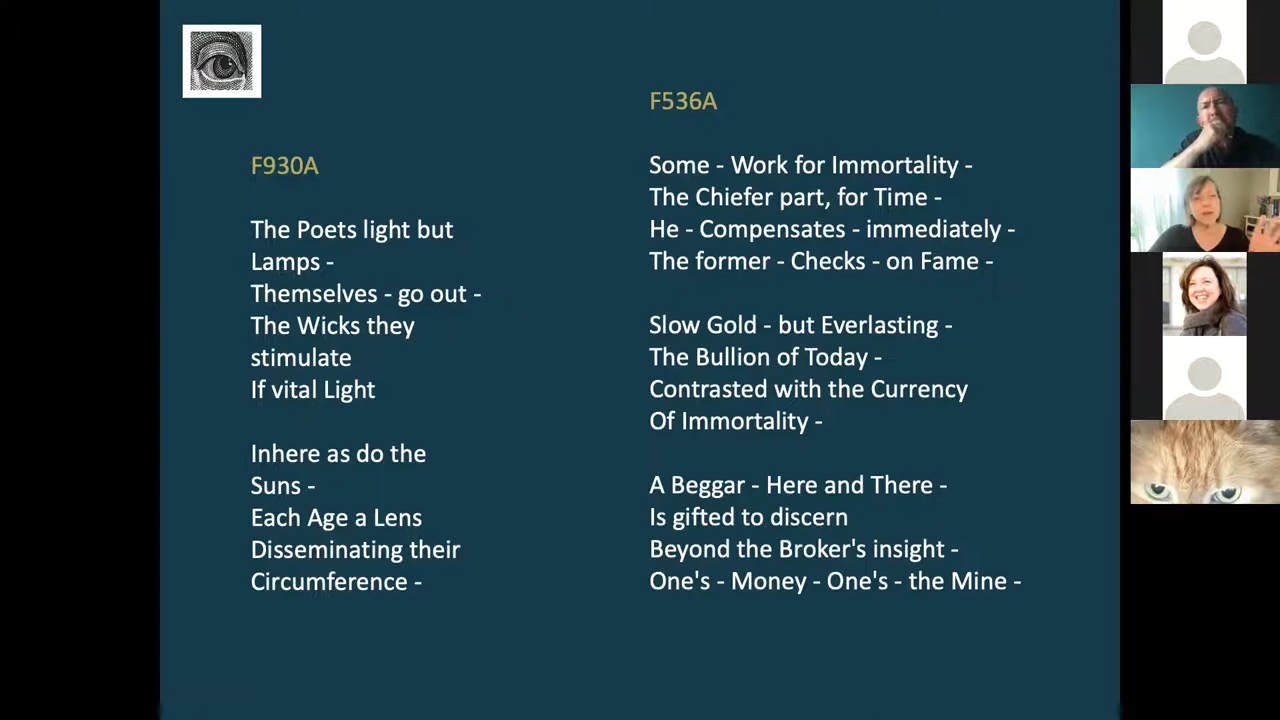 F930A
The Poets light but
Lamps -
Themselves - go out -
The Wicks they
stimulate
If vital Light
Inhere as do the
Suns -
Each Age a Lens
Disseminating their
Circumference -
F536A
Some - Work for Immortality -
The Chiefer part, for Time -
He - Compensates - immediately -
The former - Checks - on Fame -
Slow Gold - but Everlasting -
The Bullion of Today -
Contrasted with the Currency
Of Immortality -
A Beggar - Here and There -
Is gifted to discern
Beyond the Broker's insight -
One's - Money - One's - the Mine -